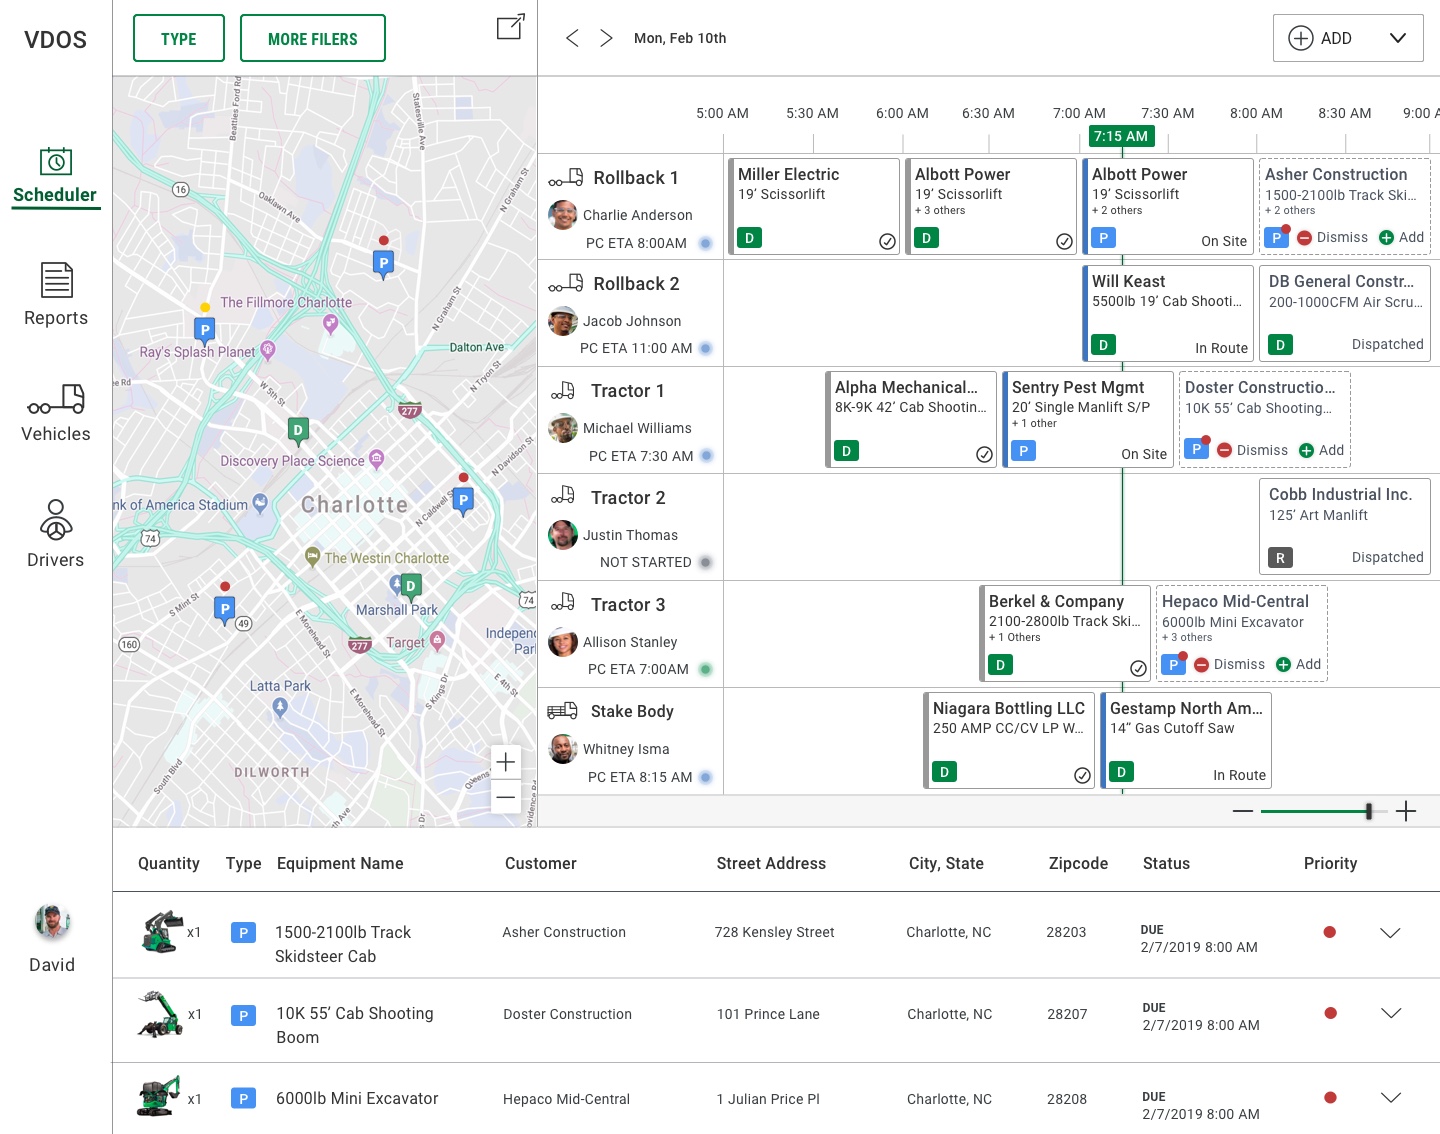 VDOS
TYPE
MORE FILERS
Mon, Feb 10th
ADD
Scheduler
Reports
Vehicles
Drivers
David
Beatties Ford Rd
Statesville Ave
16
Oaklawn Ave
N Graham St
P
The Fillmore Charlotte
N Graham St
P
Ray's Splash Planet
Dalton Ave
N Tryon St
ee Rd
W 5th St
277
D
Discovery Place Science
N Davidson St
nk of America Stadium
Charlotte
N Caldwell St
P
74
The Westin Charlotte
D
74
S Mint St
P
Marshall Park
49
E Morehead St
160
277
Target
Indepen
Parl
Latta Park
E 4th St
S Kings Dr
E Morehead St
South Blvd
DILWORTH
Queens
5:00 AM
5:30 AM
6:00 AM
6:30 AM
7:00 AM
7:30 AM
8:00 AM
8:30 AM
9:00 A
7:15 AM
Rollback 1
Charlie Anderson
PC ETA 8:00AM
Miller Electric
19' Scissorlift
D
Albott Power
19' Scissorlift
+ 3 others
D
Albott Power
19' Scissorlift
+ 2 others
P
On Site
Asher Construction
1500-2100lb Track Ski...
+ 2 others
P
Dismiss
Add
Rollback 2
Jacob Johnson
PC ETA 11:00 AM
Will Keast
5500lb 19' Cab Shooti...
D
In Route
DB General Constr...
200-1000CFM Air Scru...
D
Dispatched
Tractor 1
Michael Williams
PC ETA 7:30 AM
Alpha Mechanical...
8K-9K 42' Cab Shootin...
D
Sentry Pest Mgmt
20' Single Manlift S/P
+ 1 other
P
On Site
Doster Constructio...
10K 55' Cab Shooting...
P
Dismiss
Add
Tractor 2
Justin Thomas
NOT STARTED
Cobb Industrial Inc.
125' Art Manlift
R
Dispatched
Tractor 3
Allison Stanley
PC ETA 7:00AM
Berkel & Company
2100-2800lb Track Ski...
+ 1 Others
D
Hepaco Mid-Central
6000lb Mini Excavator
+ 3 others
P
Dismiss
Add
Stake Body
Whitney Isma
PC ETA 8:15 AM
Niagara Bottling LLC
250 AMP CC/CV LP W...
D
Gestamp North Am...
14” Gas Cutoff Saw
D
In Route
Quantity Type Equipment Name Customer Street Address City, State Zipcode Status Priority
x1 P 1500-2100lb Track Asher Construction 728 Kensley Street Charlotte, NC 28203 DUE
Skidsteer Cab 2/7/2019 8:00 AM
x1 P 10K 55' Cab Shooting Doster Construction 101 Prince Lane Charlotte, NC 28207 DUE
Boom 2/7/2019 8:00 AM
x1 P 6000lb Mini Excavator Hepaco Mid-Central 1 Julian Price Pl Charlotte, NC 28208 DUE
2/7/2019 8:00 AM